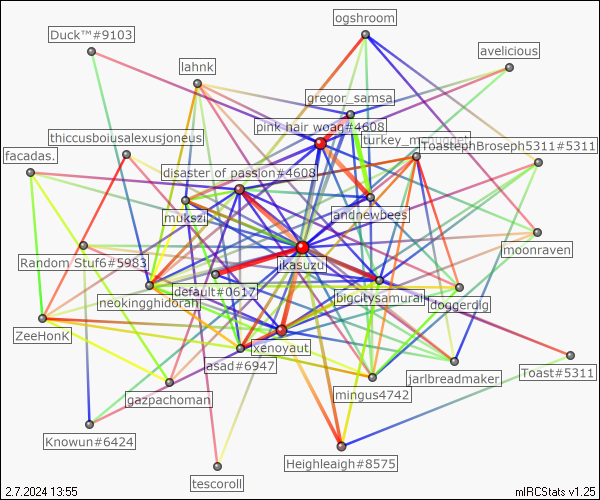 ogshroom
Duck™#9103
avelicious
lahnk
gregor_samsa
pink hair woag#4608
thiccusboiusalexusjoneus
ToastephBroseph5311#5311
facadas.
disaster of passion#4608
mukszi
andnewbees
moonraven
ikasuzu
Random Stuf6#5983
default#0617
bigcitysamurai
neokingghidorah
doggerdig
ZeeHonK
xenoyaut
asad#6947
Toast#5311
jarlbreadmaker
mingus4742
gazpachoman
Knowun#6424
Heighleaigh#8575
tescoroll
2.7.2024 13:55
mIRCStats v1.25